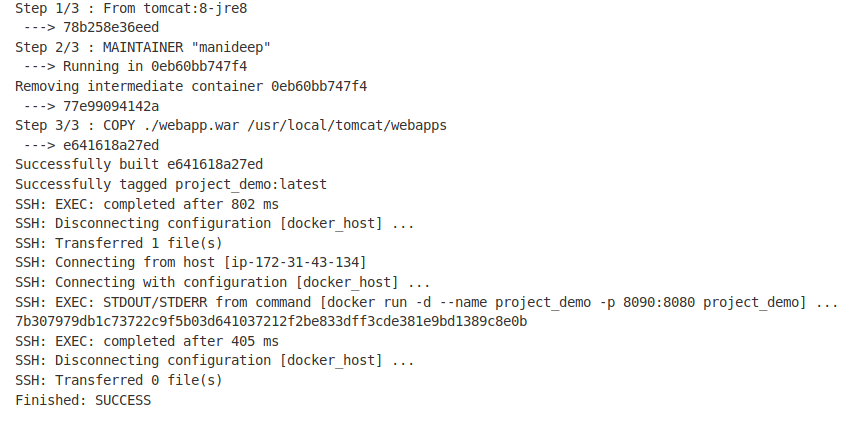 Step 1/3 : From tomcat:8-jre8
 ---> 78b258e36eed
Step 2/3 : MAINTAINER "manideep"
 ---> Running in 0eb60bb747f4
Removing intermediate container 0eb60bb747f4
 ---> 77e99094142a
Step 3/3 : COPY ./webapp.war /usr/local/tomcat/webapps
 ---> e641618a27ed
Successfully built e641618a27ed
Successfully tagged project_demo:latest
SSH: EXEC: completed after 802 ms
SSH: Disconnecting configuration [docker_host] ...
SSH: Transferred 1 file(s)
SSH: Connecting from host [ip-172-31-43-134]
SSH: Connecting with configuration [docker_host] ...
SSH: EXEC: STDOUT/STDERR from command [docker run -d --name project_demo -p 8090:8080 project_demo] ...
7b307979db1c73722c9f5b03d641037212f2be833dff3cde381e9bd1389c8e0b
SSH: EXEC: completed after 405 ms
SSH: Disconnecting configuration [docker_host] ...
SSH: Transferred 0 file(s)
Finished: SUCCESS